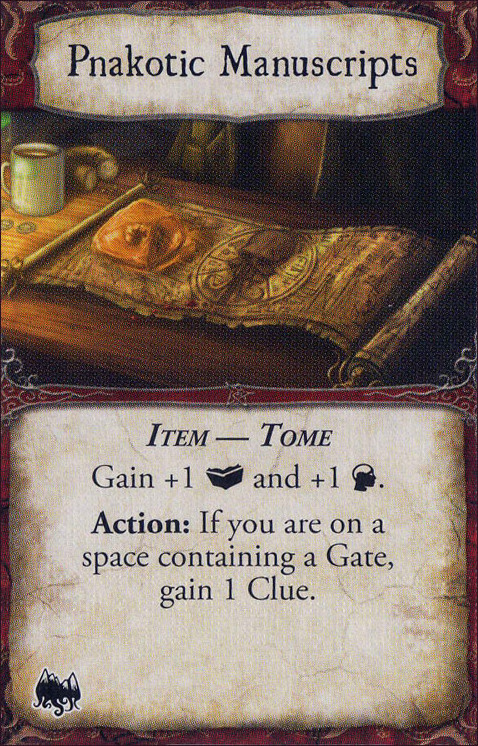 Pnakotic Manuscripts
Item — Tome
Gain +1 and +1 .
Action: If you are on a
space containing a Gate,
gain 1 Clue.